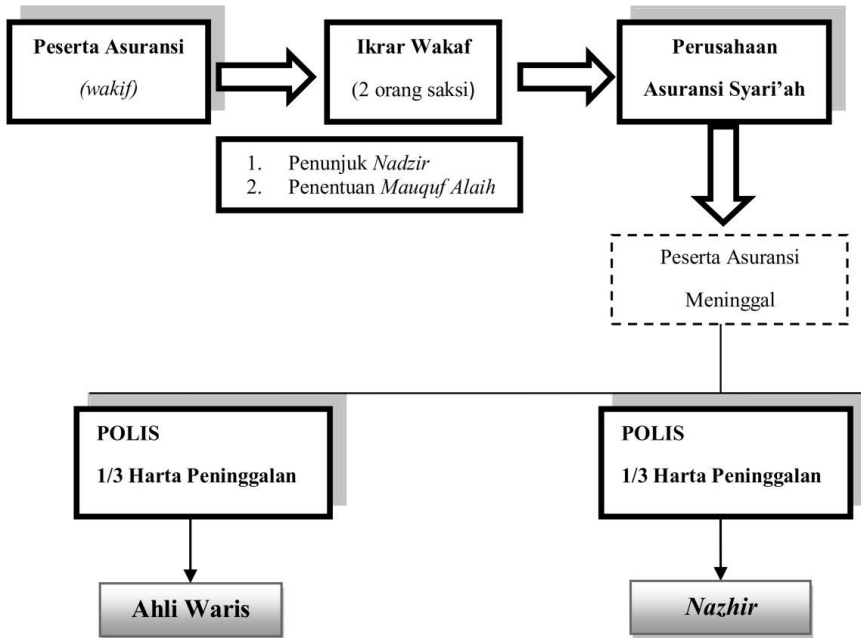 Peserta Asuransi
(wakif)
Ikrar Wakaf
(2 orang saksi)
Perusahaan
Asuransi Syari’ah
1. Penunjuk Nadzir
2. Penentuan Mauquf Alaih
Peserta Asuransi
Meninggal
POLIS
1/3 Harta Peninggalan
POLIS
1/3 Harta Peninggalan
Ahli Waris
Nazhir